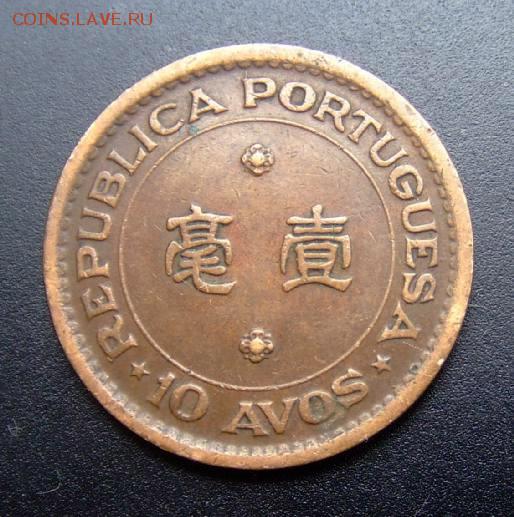 COINS.LAVE.RU
REPUBLICA PORTUGUESA
毫 壹
10 AVOS